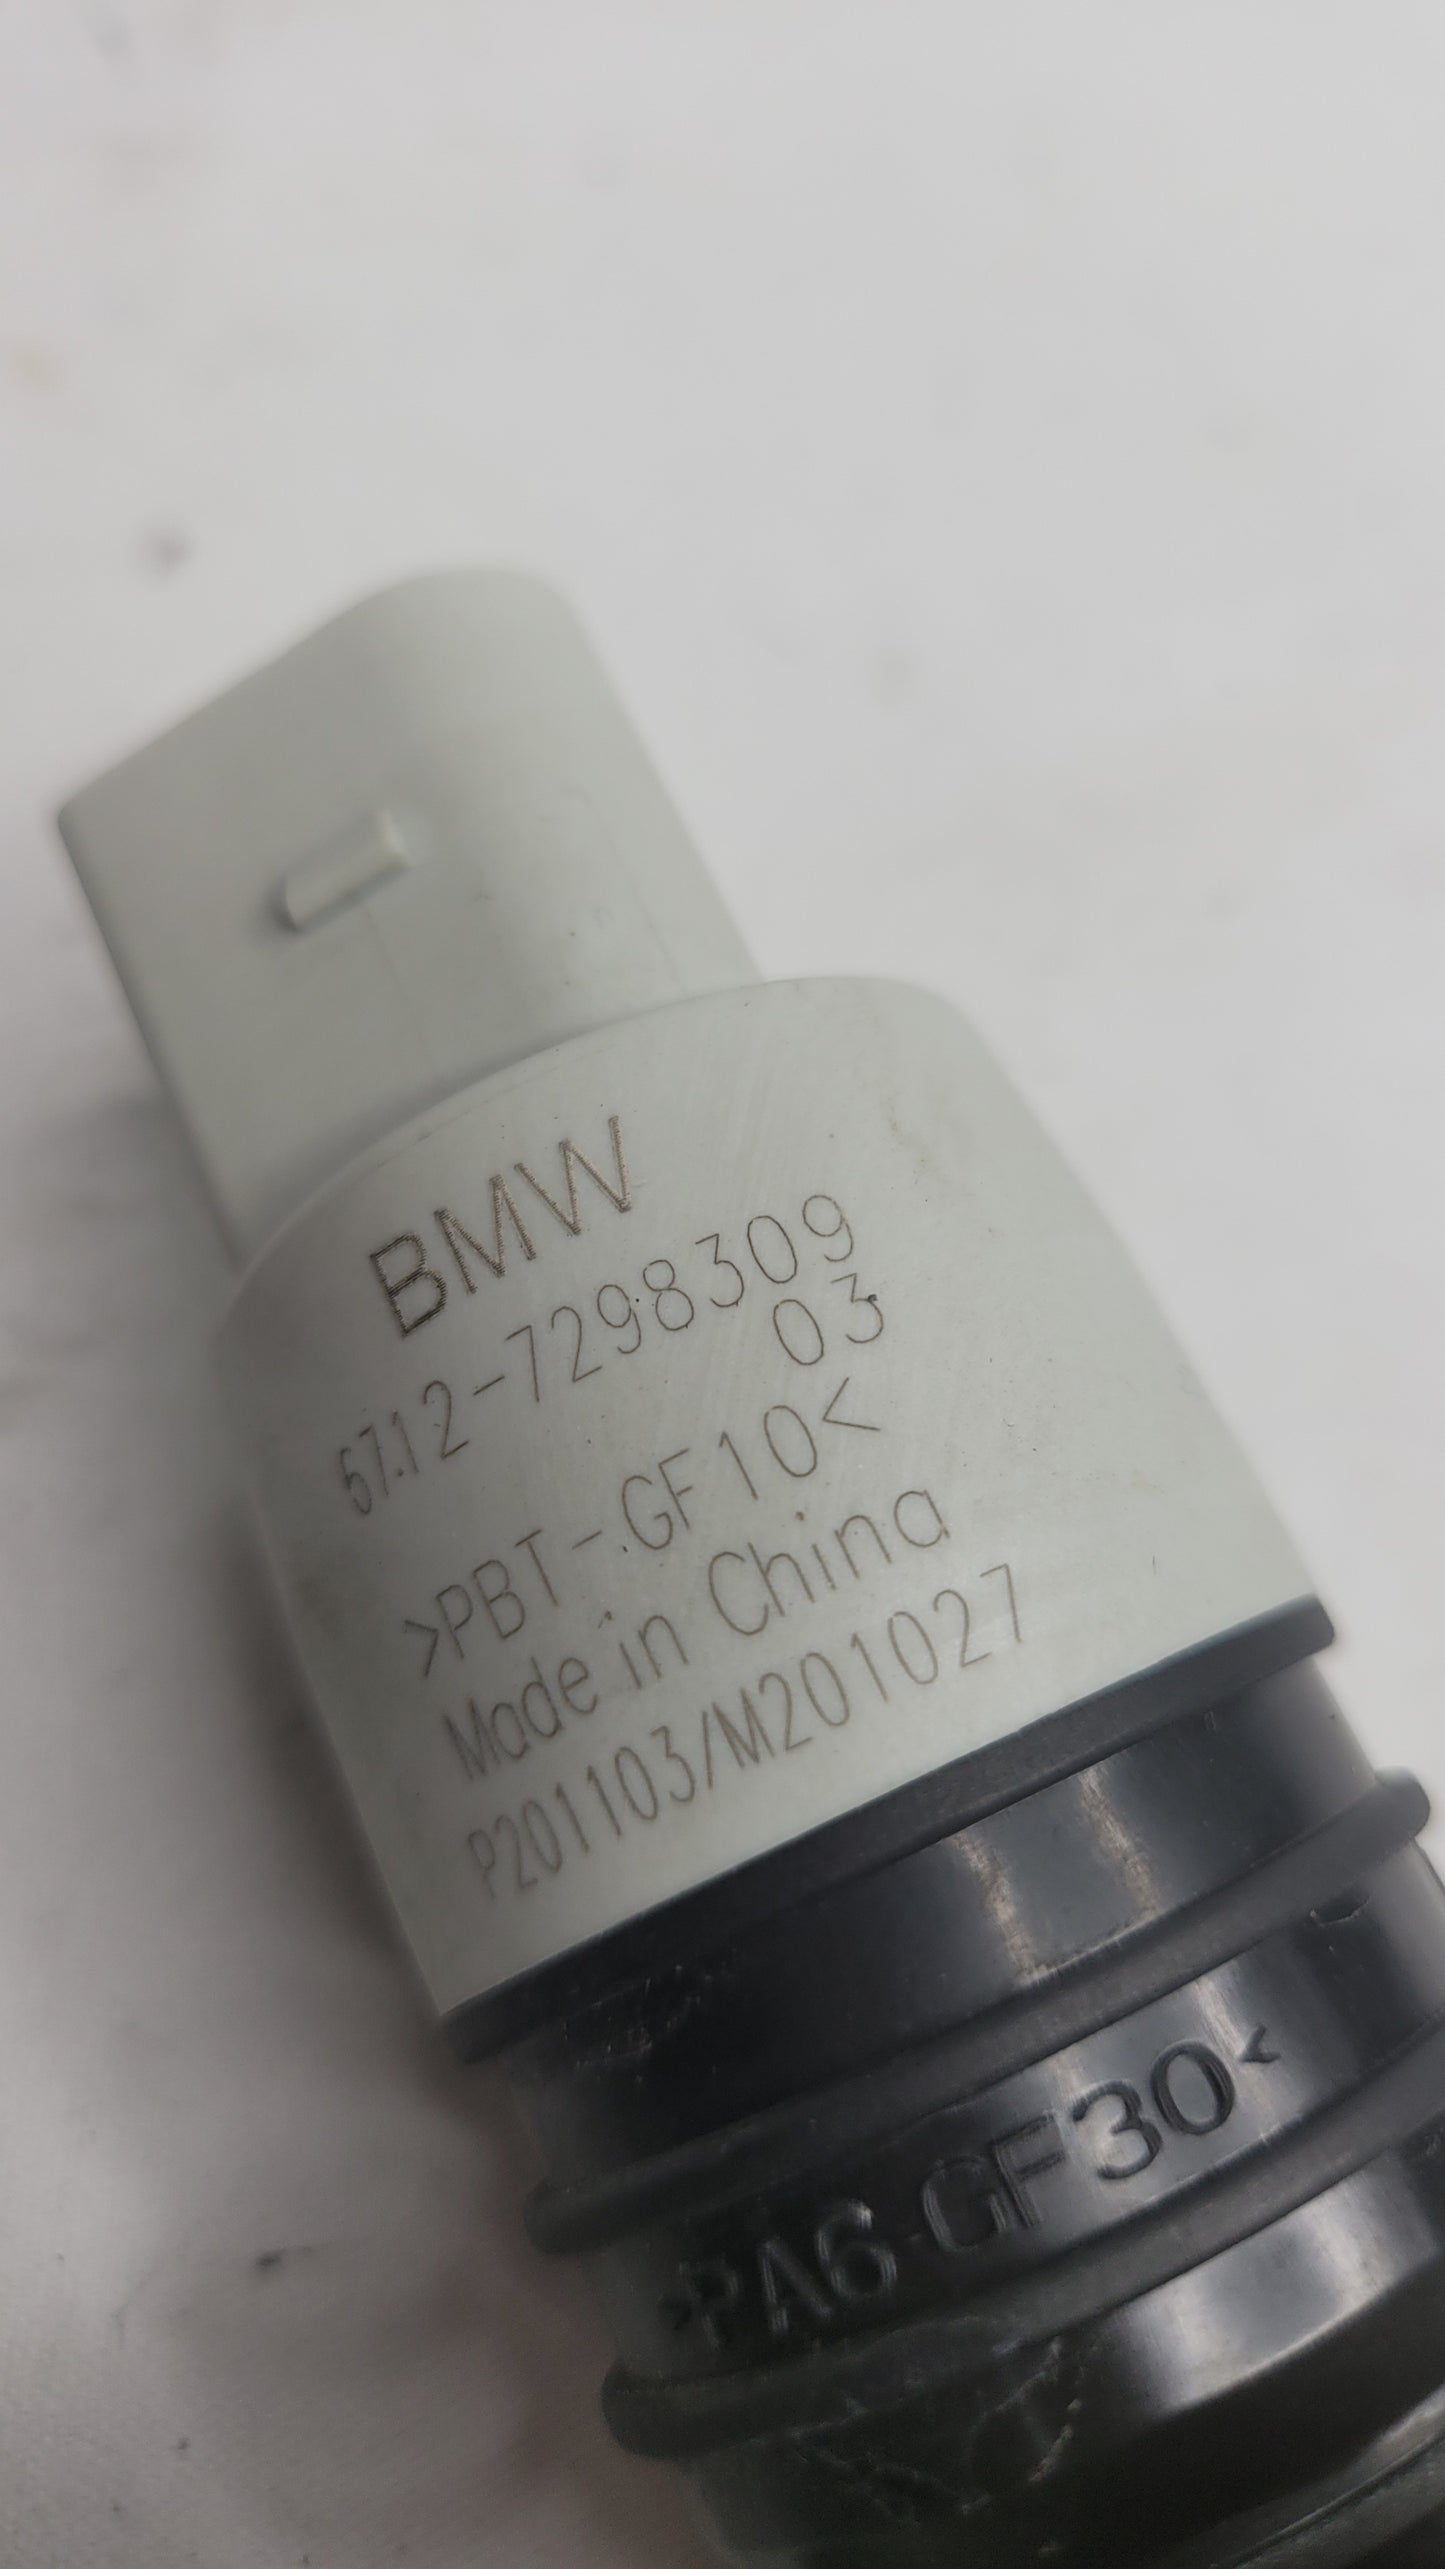 BMW
67.12-7298309
03
>PBT-GF10<
Made in China
P201103/M201027
>PA6-GF30<